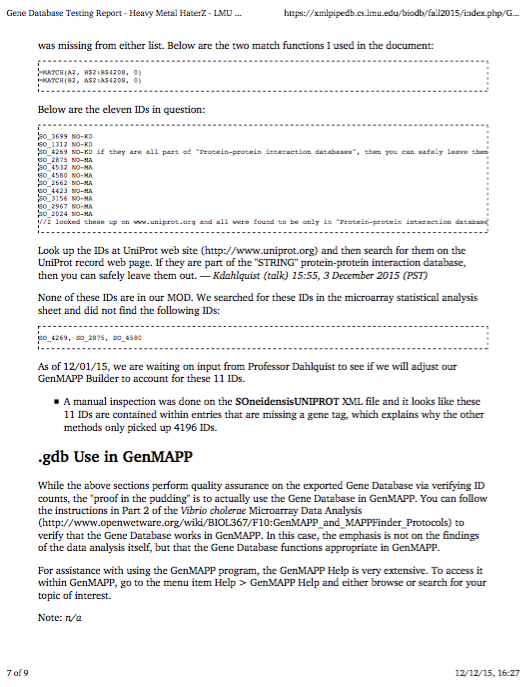 Gene Database Testing Report - Heavy Metal HaterZ - LMU ...
https://xmlpipedb.cs.lmu.edu/biodb/fall2015/index.php/G...
was missing from either list. Below are the two match functions I used in the document:
=MATCH(A2, B$2:B$4208, 0)
=MATCH(B2, A$2:A$4208, 0)
Below are the eleven IDs in question:
SO_3699 NO-KD
SO_1312 NO-KD
SO_4269 NO-KD if they are all part of "Protein-protein interaction databases", then you can safely leave them
SO_2875 NO-MA
SO_4532 NO-MA
SO_4580 NO-MA
SO_2662 NO-MA
SO_4423 NO-MA
SO_3156 NO-MA
SO_2967 NO-MA
SO_2024 NO-MA
//I looked these up on www.uniprot.org and all were found to be only in "Protein-protein interaction database
Look up the IDs at UniProt web site (http://www.uniprot.org) and then search for them on the
UniProt record web page. If they are part of the "STRING" protein-protein interaction database,
then you can safely leave them out. — Kdahlquist (talk) 15:55, 3 December 2015 (PST)
None of these IDs are in our MOD. We searched for these IDs in the microarray statistical analysis
sheet and did not find the following IDs:
SO_4269, SO_2875, SO_4580
As of 12/01/15, we are waiting on input from Professor Dahlquist to see if we will adjust our
GenMAPP Builder to account for these 11 IDs.
▪ A manual inspection was done on the SOneidensisUNIPROT XML file and it looks like these
11 IDs are contained within entries that are missing a gene tag, which explains why the other
methods only picked up 4196 IDs.
.gdb Use in GenMAPP
While the above sections perform quality assurance on the exported Gene Database via verifying ID
counts, the "proof in the pudding" is to actually use the Gene Database in GenMAPP. You can follow
the instructions in Part 2 of the Vibrio cholerae Microarray Data Analysis
(http://www.openwetware.org/wiki/BIOL367/F10:GenMAPP_and_MAPPFinder_Protocols) to
verify that the Gene Database works in GenMAPP. In this case, the emphasis is not on the findings
of the data analysis itself, but that the Gene Database functions appropriate in GenMAPP.
For assistance with using the GenMAPP program, the GenMAPP Help is very extensive. To access it
within GenMAPP, go to the menu item Help > GenMAPP Help and either browse or search for your
topic of interest.
Note: n/a
7 of 9
12/12/15, 16:27